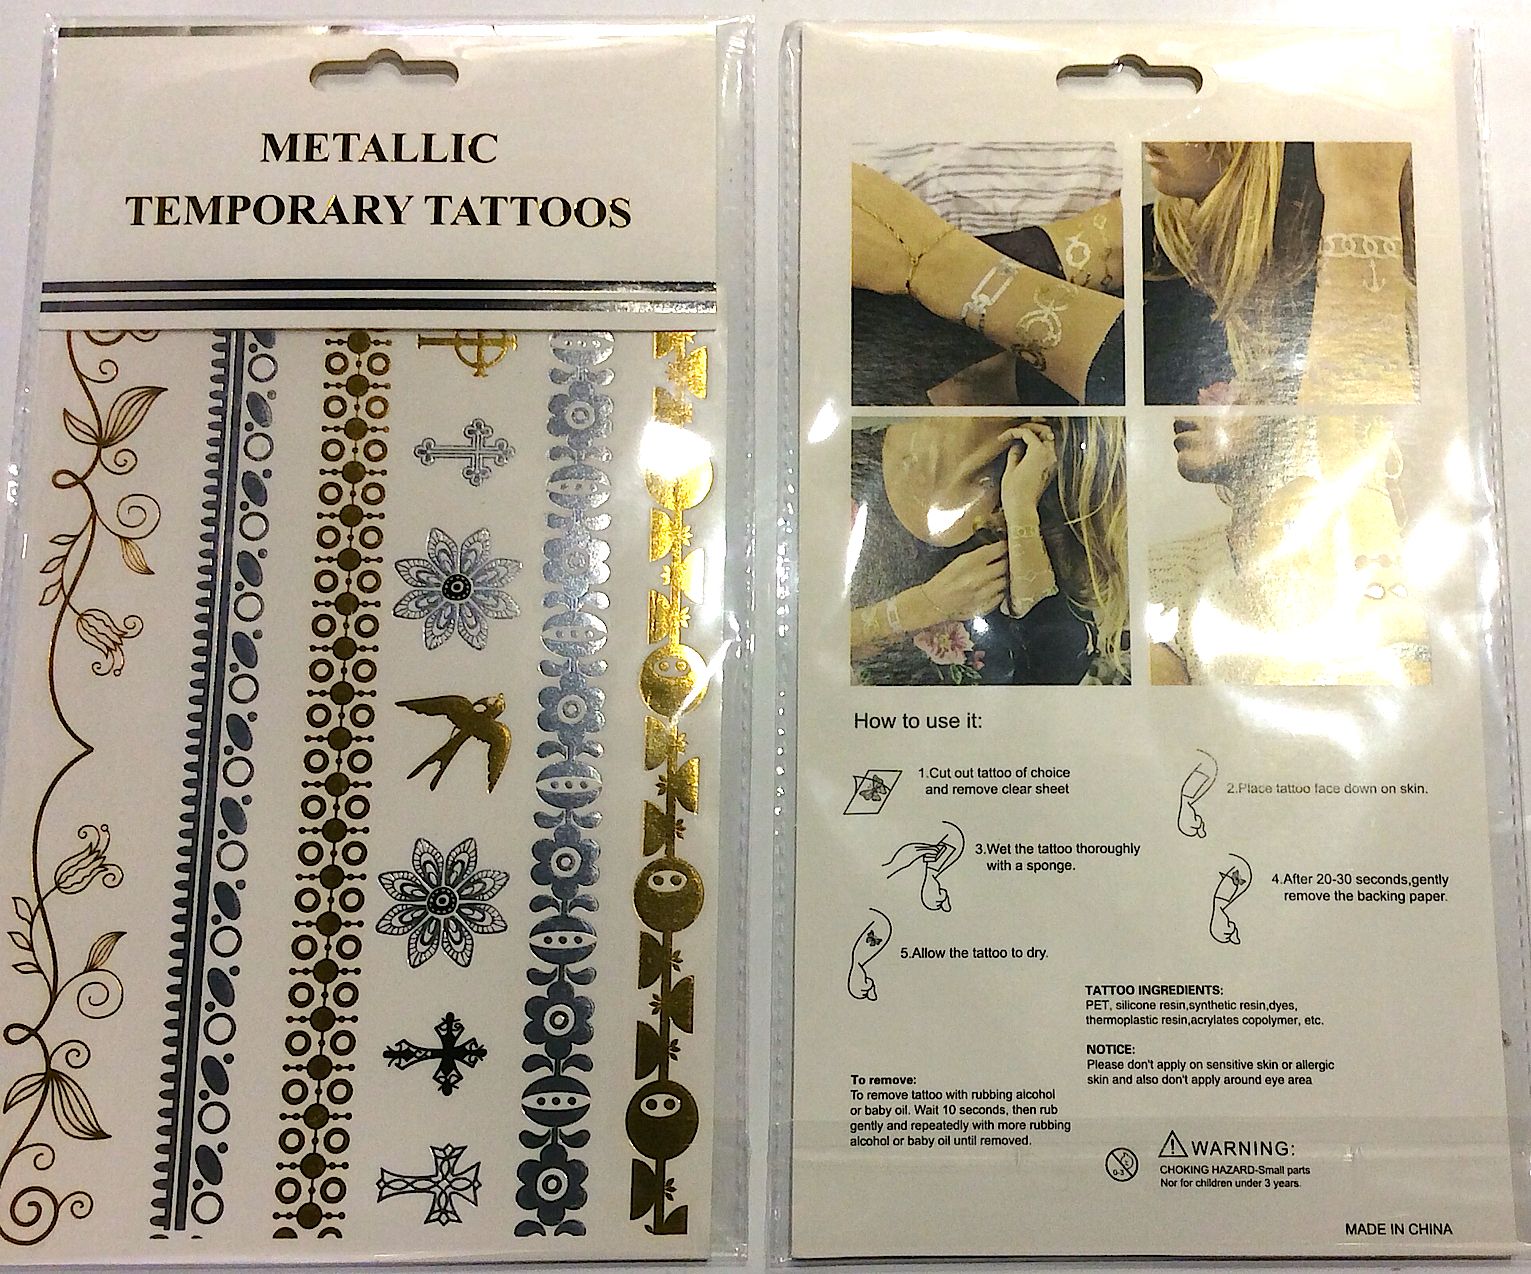 METALLIC
TEMPORARY TATTOOS
How to use it:
1.Cut out tattoo of choice
and remove clear sheet
2.Place tattoo face down on skin.
3.Wet the tattoo thoroughly
with a sponge.
4.After 20-30 seconds,gently
remove the backing paper.
5.Allow the tattoo to dry.
TATTOO INGREDIENTS:
PET, silicone resin,synthetic resin,dyes,
thermoplastic resin,acrylates copolymer, etc.
NOTICE:
Please don't apply on sensitive skin or allergic
skin and also don't apply around eye area
To remove:
To remove tattoo with rubbing alcohol
or baby oil. Wait 10 seconds, then rub
gently and repeatedly with more rubbing
alcohol or baby oil until removed.
0-3
WARNING:
CHOKING HAZARD-Small parts
Nor for children under 3 years.
MADE IN CHINA